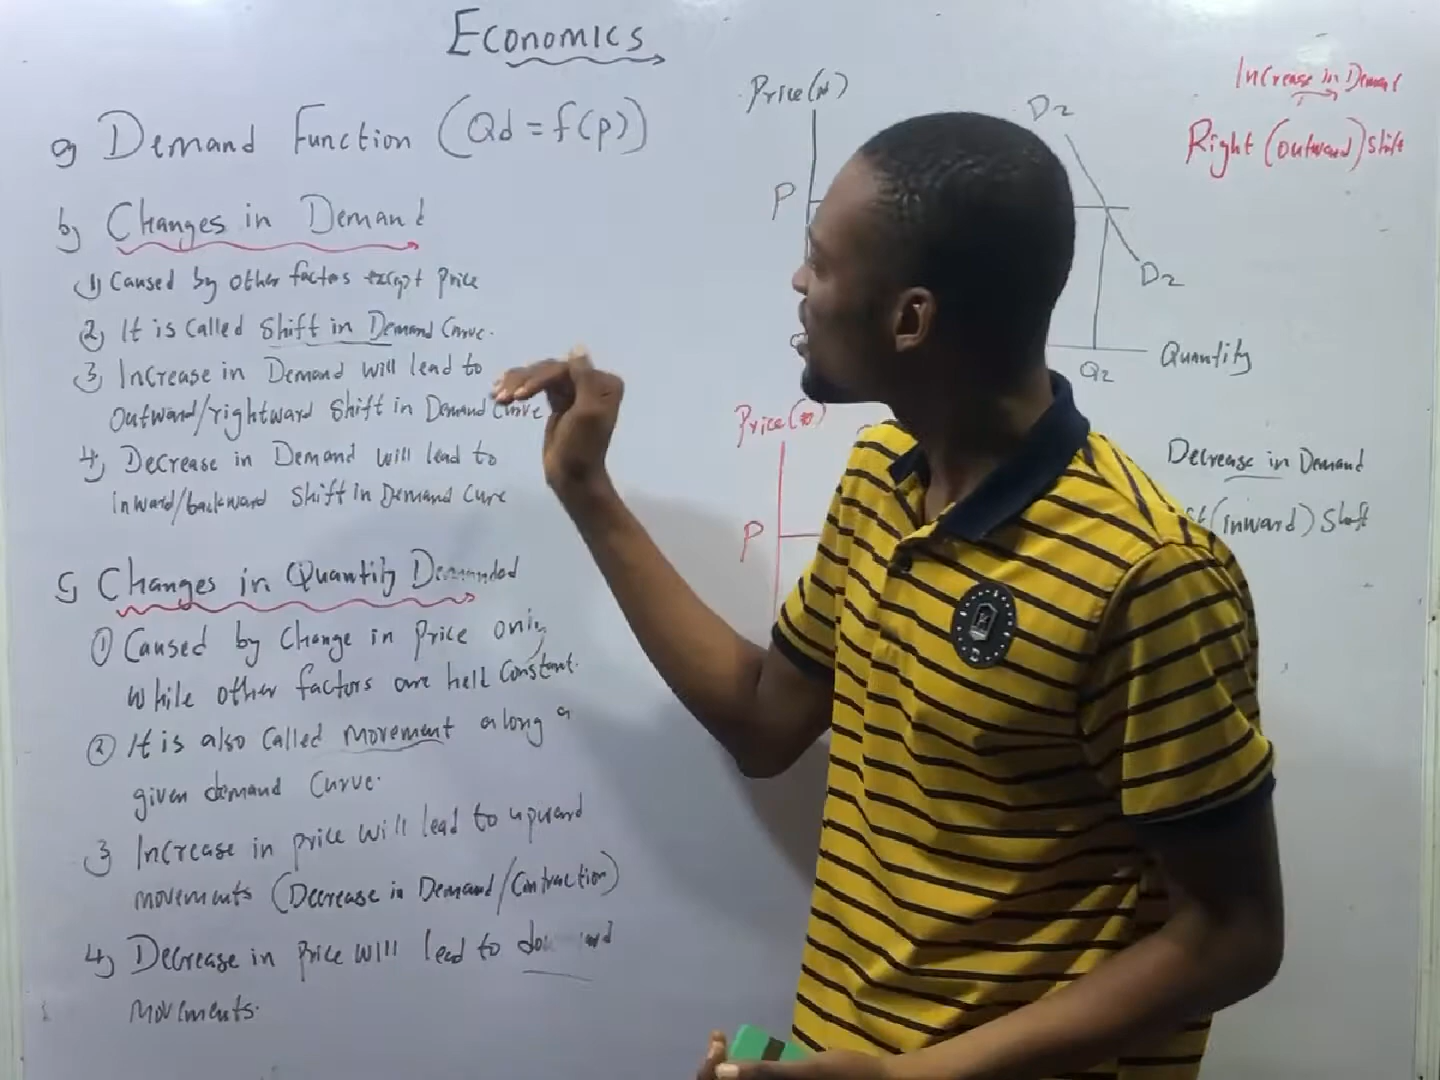 Economics
a) Demand Function (Qd = f(p))
b) Changes in Demand
1) Caused by other factors except price
2) It is called Shift in Demand Curve.
3) Increase in Demand will lead to
outward/rightward Shift in Demand Curve
4) Decrease in Demand will lead to
inward/backward Shift in Demand Cure
c) Changes in Quantity Demanded
1) Caused by Change in Price only
while other factors are held Constant.
2) It is also Called movement along a
given demand Curve.
3) Increase in price will lead to upward
movements (Decrease in Demand/Contraction)
4) Decrease in Price will lead to
movements.
Price(N)
P
D2
D2
Q2
Quantity
Increase in Demand
Right (outward) Shift
Price(N)
P
Decrease in Demand
(inward) Shift